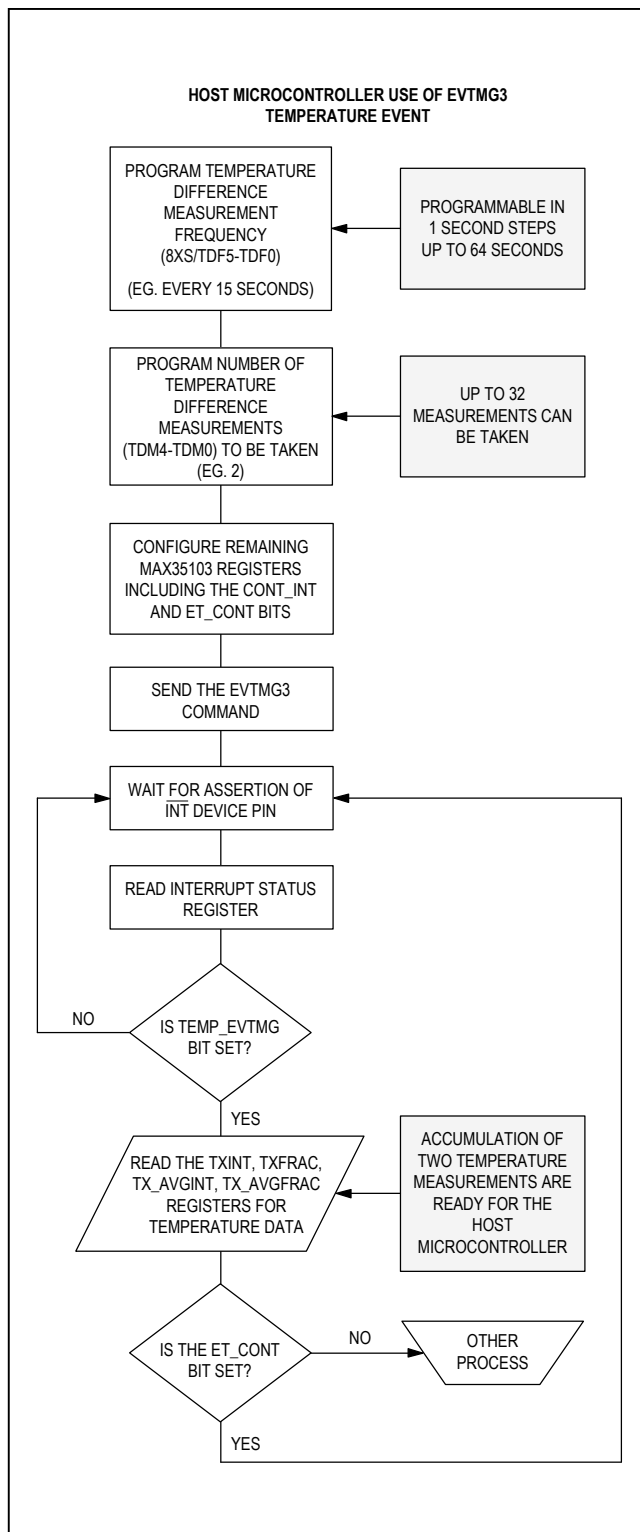 HOST MICROCONTROLLER USE OF EVTMG3
TEMPERATURE EVENT
PROGRAM TEMPERATURE
DIFFERENCE
MEASUREMENT
FREQUENCY
(8XS/TDF5-TDF0)
(EG. EVERY 15 SECONDS)
PROGRAMMABLE IN
1 SECOND STEPS
UP TO 64 SECONDS
PROGRAM NUMBER OF
TEMPERATURE
DIFFERENCE
MEASUREMENTS
(TDM4-TDM0) TO BE TAKEN
(EG. 2)
UP TO 32
MEASUREMENTS CAN
BE TAKEN
CONFIGURE REMAINING
MAX35103 REGISTERS
INCLUDING THE CONT_INT
AND ET_CONT BITS
SEND THE EVTMG3
COMMAND
WAIT FOR ASSERTION OF
INT DEVICE PIN
READ INTERRUPT STATUS
REGISTER
NO
IS TEMP_EVTMG
BIT SET?
YES
READ THE TXINT, TXFRAC,
TX_AVGINT, TX_AVGFRAC
REGISTERS FOR
TEMPERATURE DATA
ACCUMULATION OF
TWO TEMPERATURE
MEASUREMENTS ARE
READY FOR THE
HOST
MICROCONTROLLER
IS THE ET_CONT
BIT SET?
NO
OTHER
PROCESS
YES